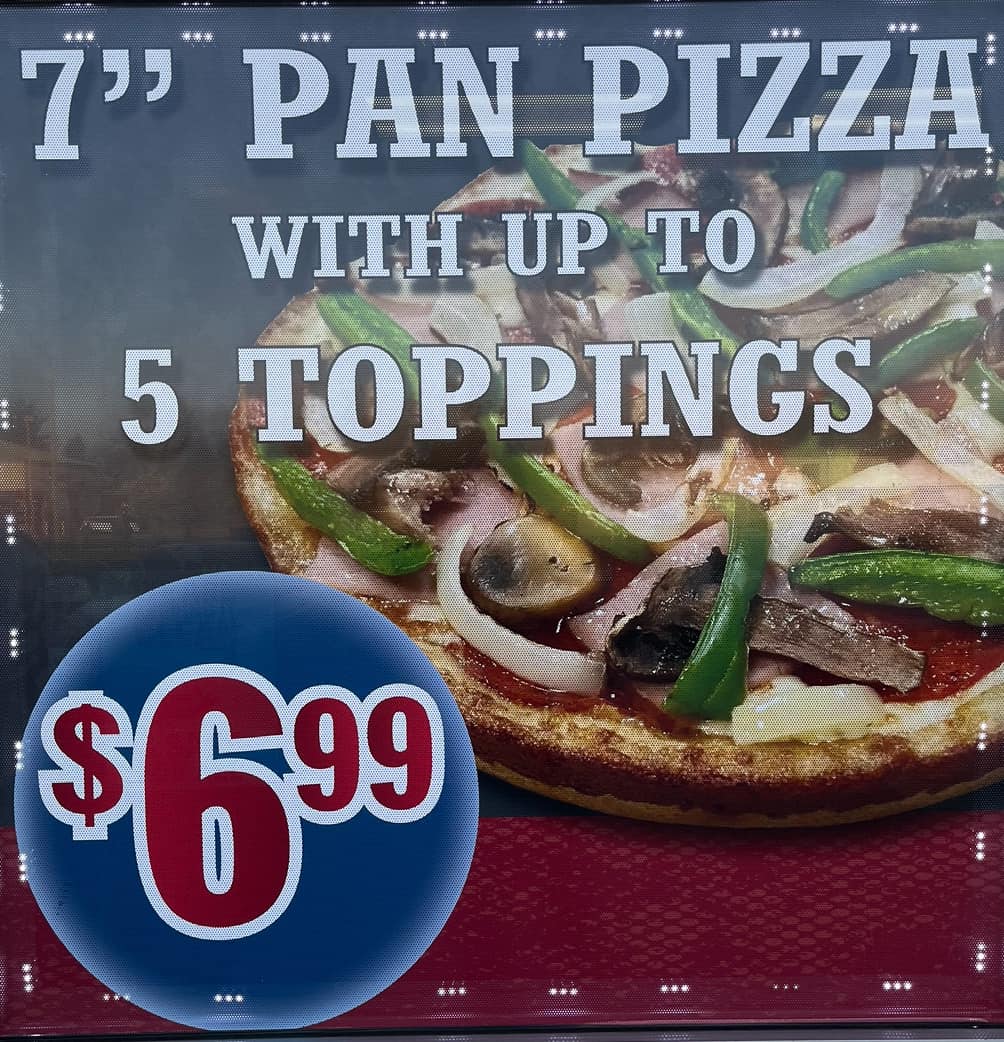 7” PAN PIZZA
WITH UP TO
5 TOPPINGS
$699